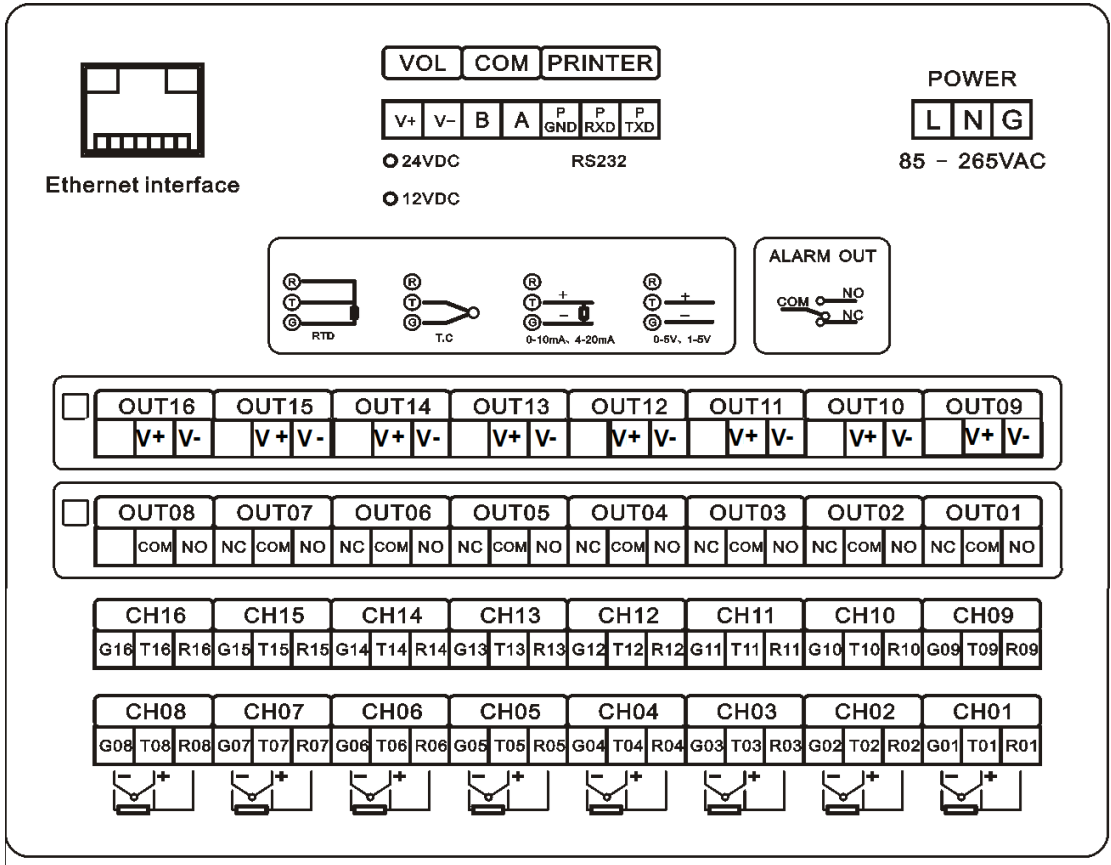 VOL COM PRINTER
POWER
V+ V- B A P GND P RXD P TXD
L N G
24VDC RS232
85 - 265VAC
Ethernet interface
12VDC
ALARM OUT
R R R R
T T T + T +
G G G - G -
RTD T.C 0-10mA、4-20mA 0-5V、1-5V
COM NO
NC
OUT16 OUT15 OUT14 OUT13 OUT12 OUT11 OUT10 OUT09
V+ V- V+ V- V+ V- V+ V- V+ V- V+ V- V+ V- V+ V-
OUT08 OUT07 OUT06 OUT05 OUT04 OUT03 OUT02 OUT01
COM NO NC COM NO NC COM NO NC COM NO NC COM NO NC COM NO NC COM NO NC COM NO
CH16 CH15 CH14 CH13 CH12 CH11 CH10 CH09
G16 T16 R16 G15 T15 R15 G14 T14 R14 G13 T13 R13 G12 T12 R12 G11 T11 R11 G10 T10 R10 G09 T09 R09
CH08 CH07 CH06 CH05 CH04 CH03 CH02 CH01
G08 T08 R08 G07 T07 R07 G06 T06 R06 G05 T05 R05 G04 T04 R04 G03 T03 R03 G02 T02 R02 G01 T01 R01
- + - + - + - + - + - + - + - +